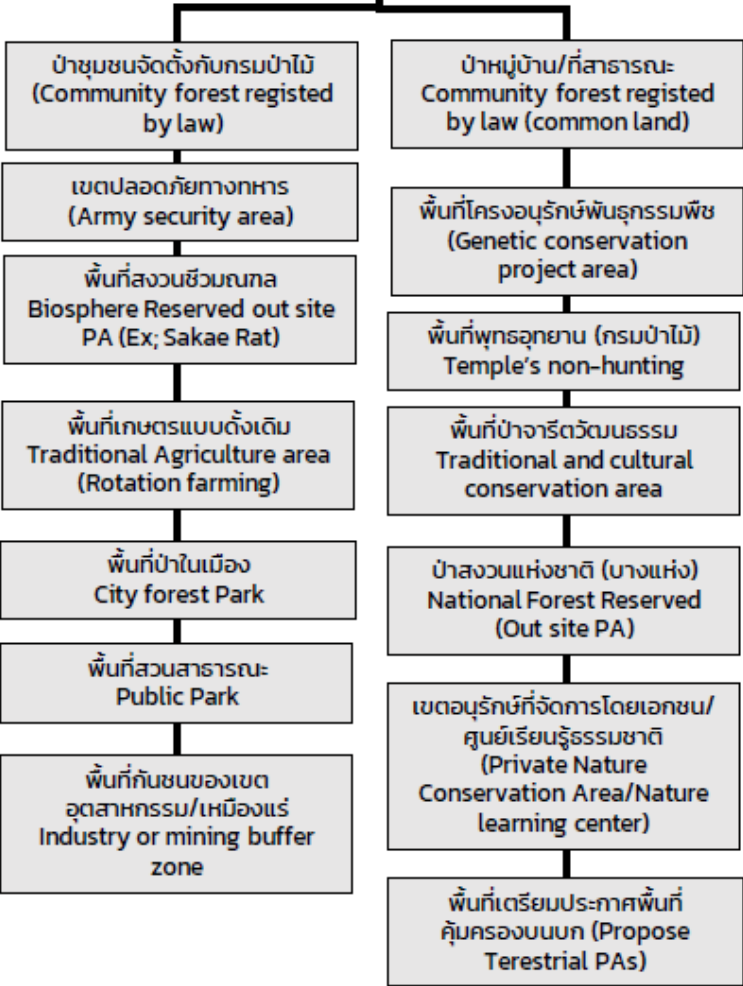 ป่าชุมชนจัดตั้งกับกรมป่าไม้
(Community forest registed
by law)
เขตปลอดภัยทางทหาร
(Army security area)
พื้นที่สงวนชีวมณฑล
Biosphere Reserved out site
PA (Ex; Sakae Rat)
พื้นที่เกษตรแบบดั้งเดิม
Traditional Agriculture area
(Rotation farming)
พื้นที่ป่าในเมือง
City forest Park
พื้นที่สวนสาธารณะ
Public Park
พื้นที่กันชนของเขต
อุตสาหกรรม/เหมืองแร่
Industry or mining buffer
zone
ป่าหมู่บ้าน/ที่สาธารณะ
Community forest registed
by law (common land)
พื้นที่โครงอนุรักษ์พันธุกรรมพืช
(Genetic conservation
project area)
พื้นที่พุทธอุทยาน (กรมป่าไม้)
Temple's non-hunting
พื้นที่ป่าจารีตวัฒนธรรม
Traditional and cultural
conservation area
ป่าสงวนแห่งชาติ (บางแห่ง)
National Forest Reserved
(Out site PA)
เขตอนุรักษ์ที่จัดการโดยเอกชน/
ศูนย์เรียนรู้ธรรมชาติ
(Private Nature
Conservation Area/Nature
learning center)
พื้นที่เตรียมประกาศพื้นที่
คุ้มครองบนบก (Propose
Terestrial PAs)